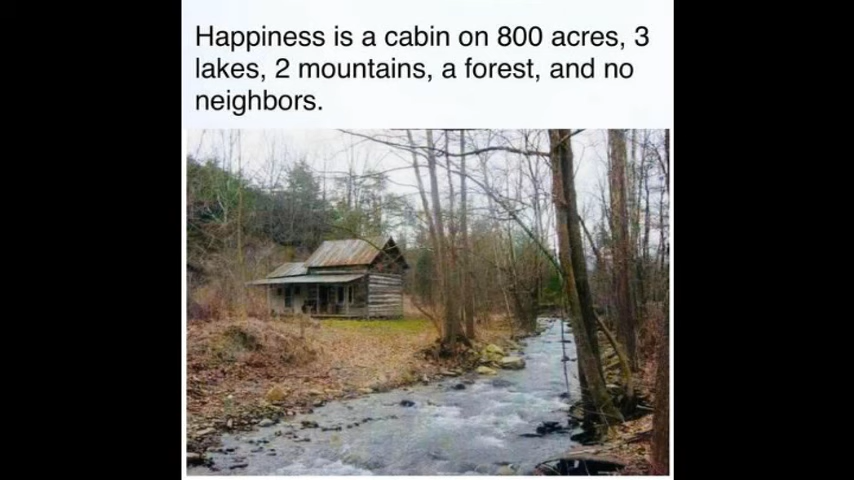 Happiness is a cabin on 800 acres, 3
lakes, 2 mountains, a forest, and no
neighbors.